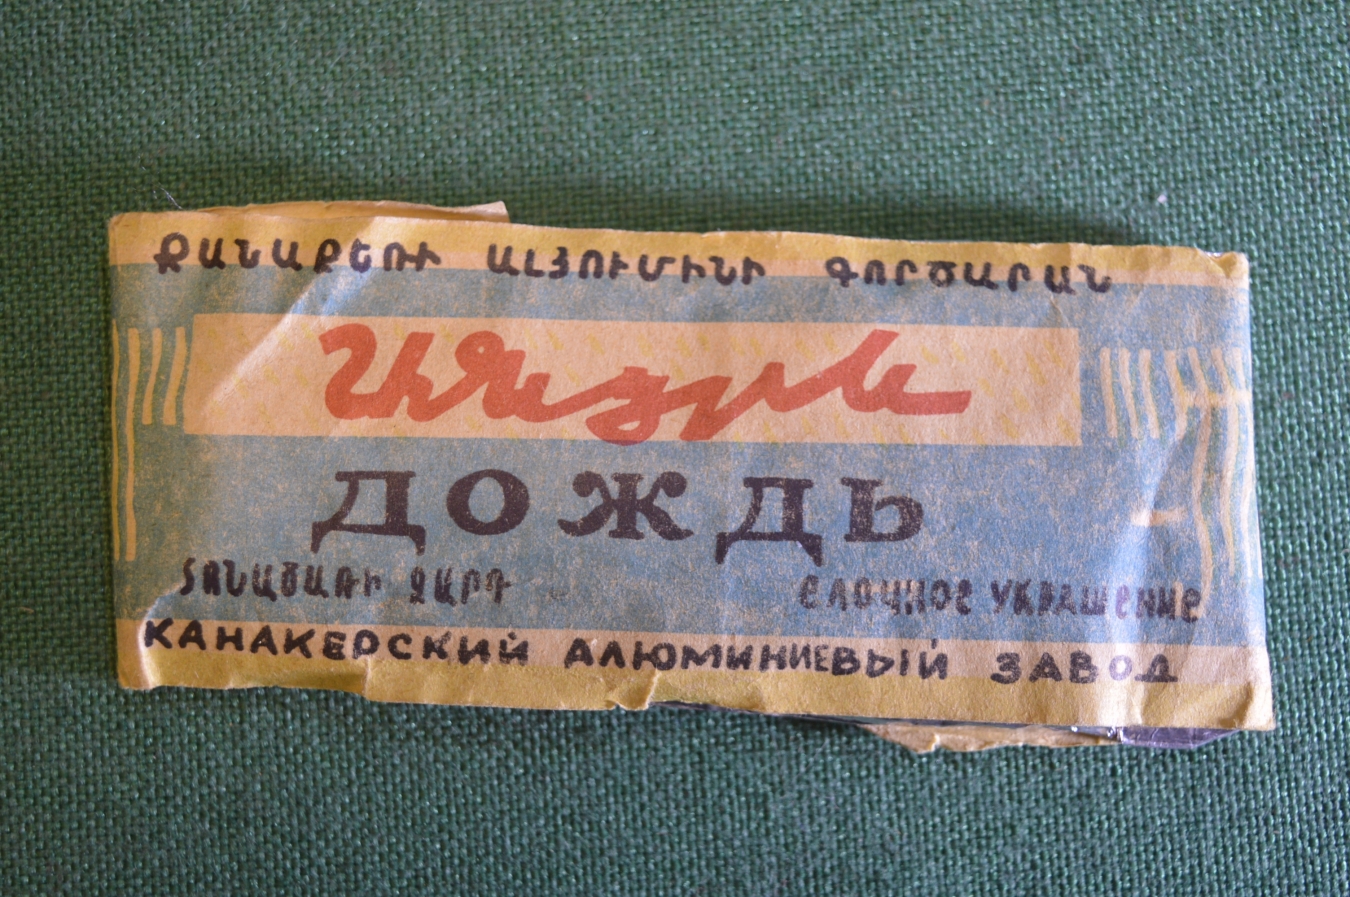 ՔԱՆԱՔԵՌԻ ԱԼՅՈՒՄԻՆԻ ԳՈՐԾԱՐԱՆ
Անձրև
ДОЖДЬ
ՏՈՆԱԾԱՌԻ ԶԱՐԴ ЕЛОЧНОЕ УКРАШЕНИЕ
КАНАКЕРСКИЙ АЛЮМИНИЕВЫЙ ЗАВОД